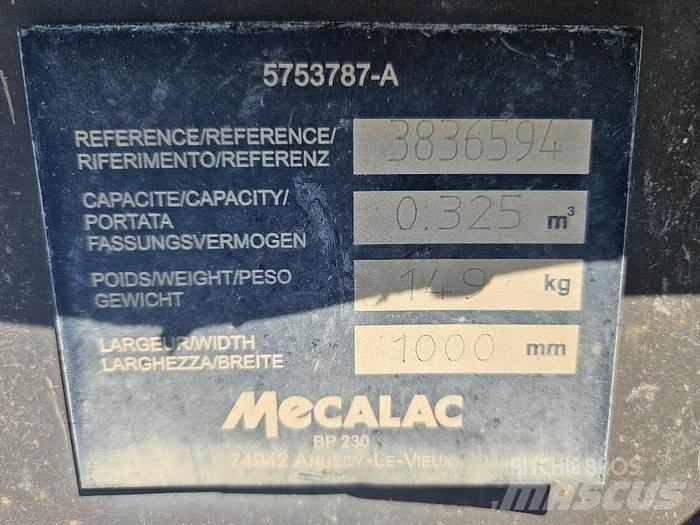 5753787-A
REFERENCE/REFERENCE/ 3836594
RIFERIMENTO/REFERENZ
CAPACITE/CAPACITY/
PORTATA 0.325 m³
FASSUNGSVERMOGEN
POIDS/WEIGHT/PESO 149 kg
GEWICHT
LARGEUR/WIDTH 1000 mm
LARGHEZZA/BREITE
MECALAC
BP 230
74942 ANNECY-LE-VIEUX
RITCHIE BROS.
MASCUS